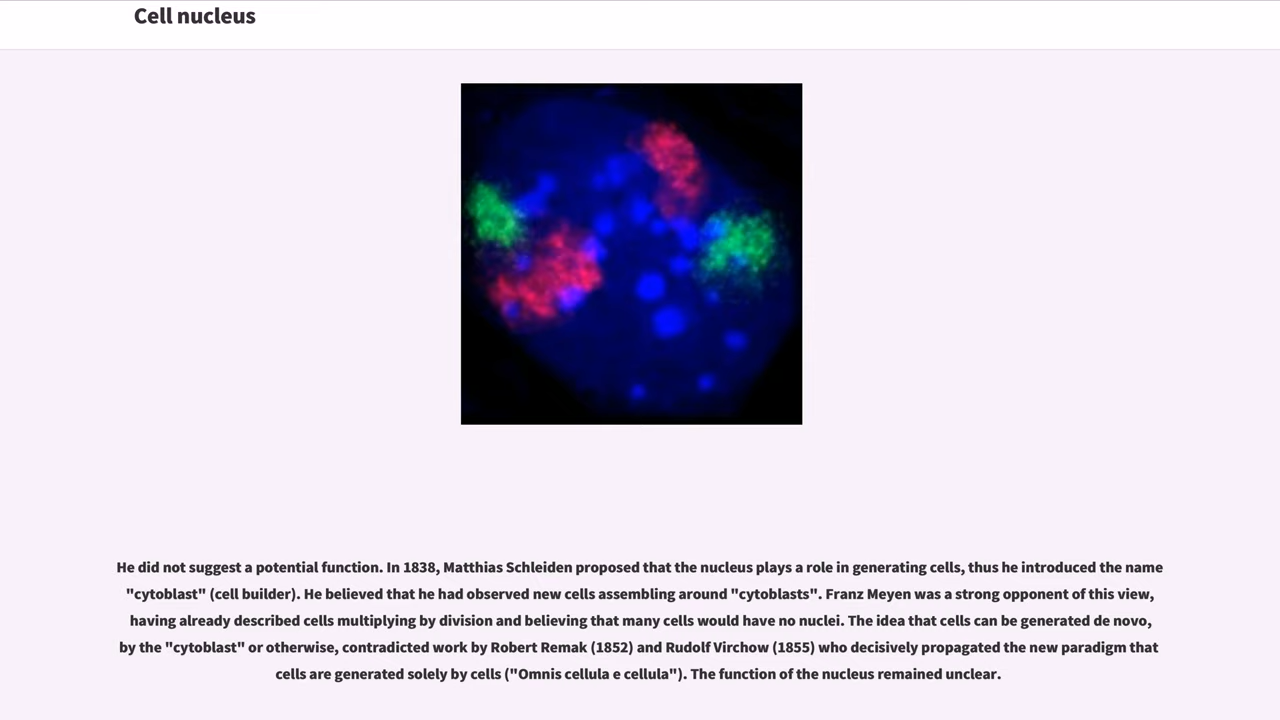 Cell nucleus
He did not suggest a potential function. In 1838, Matthias Schleiden proposed that the nucleus plays a role in generating cells, thus he introduced the name
"cytoblast" (cell builder). He believed that he had observed new cells assembling around "cytoblasts". Franz Meyen was a strong opponent of this view,
having already described cells multiplying by division and believing that many cells would have no nuclei. The idea that cells can be generated de novo,
by the "cytoblast" or otherwise, contradicted work by Robert Remak (1852) and Rudolf Virchow (1855) who decisively propagated the new paradigm that
cells are generated solely by cells ("Omnis cellula e cellula"). The function of the nucleus remained unclear.